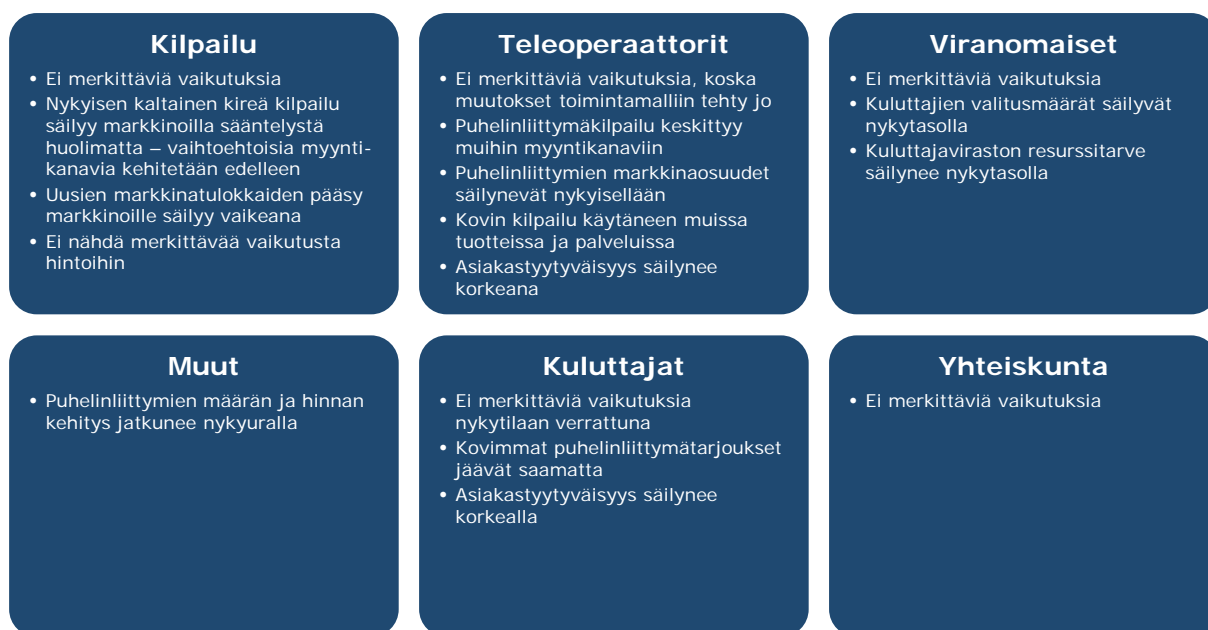 Kilpailu
• Ei merkittäviä vaikutuksia
• Nykyisen kaltainen kireä kilpailu
säilyy markkinoilla sääntelystä
huolimatta – vaihtoehtoisia myynti-
kanavia kehitetään edelleen
• Uusien markkinatulokkaiden pääsy
markkinoille säilyy vaikeana
• Ei nähdä merkittävää vaikutusta
hintoihin
Teleoperaattorit
• Ei merkittäviä vaikutuksia, koska
muutokset toimintamalliin tehty jo
• Puhelinliittymäkilpailu keskittyy
muihin myyntikanaviin
• Puhelinliittymien markkinaosuudet
säilynevät nykyisellään
• Kovin kilpailu käytäneen muissa
tuotteissa ja palveluissa
• Asiakastyytyväisyys säilynee
korkeana
Viranomaiset
• Ei merkittäviä vaikutuksia
• Kuluttajien valitusmäärät säilyvät
nykytasolla
• Kuluttajaviraston resurssitarve
säilynee nykytasolla
Muut
• Puhelinliittymien määrän ja hinnan
kehitys jatkunee nykyuralla
Kuluttajat
• Ei merkittäviä vaikutuksia
nykytilaan verrattuna
• Kovimmat puhelinliittymätarjoukset
jäävät saamatta
• Asiakastyytyväisyys säilynee
korkealla
Yhteiskunta
• Ei merkittäviä vaikutuksia